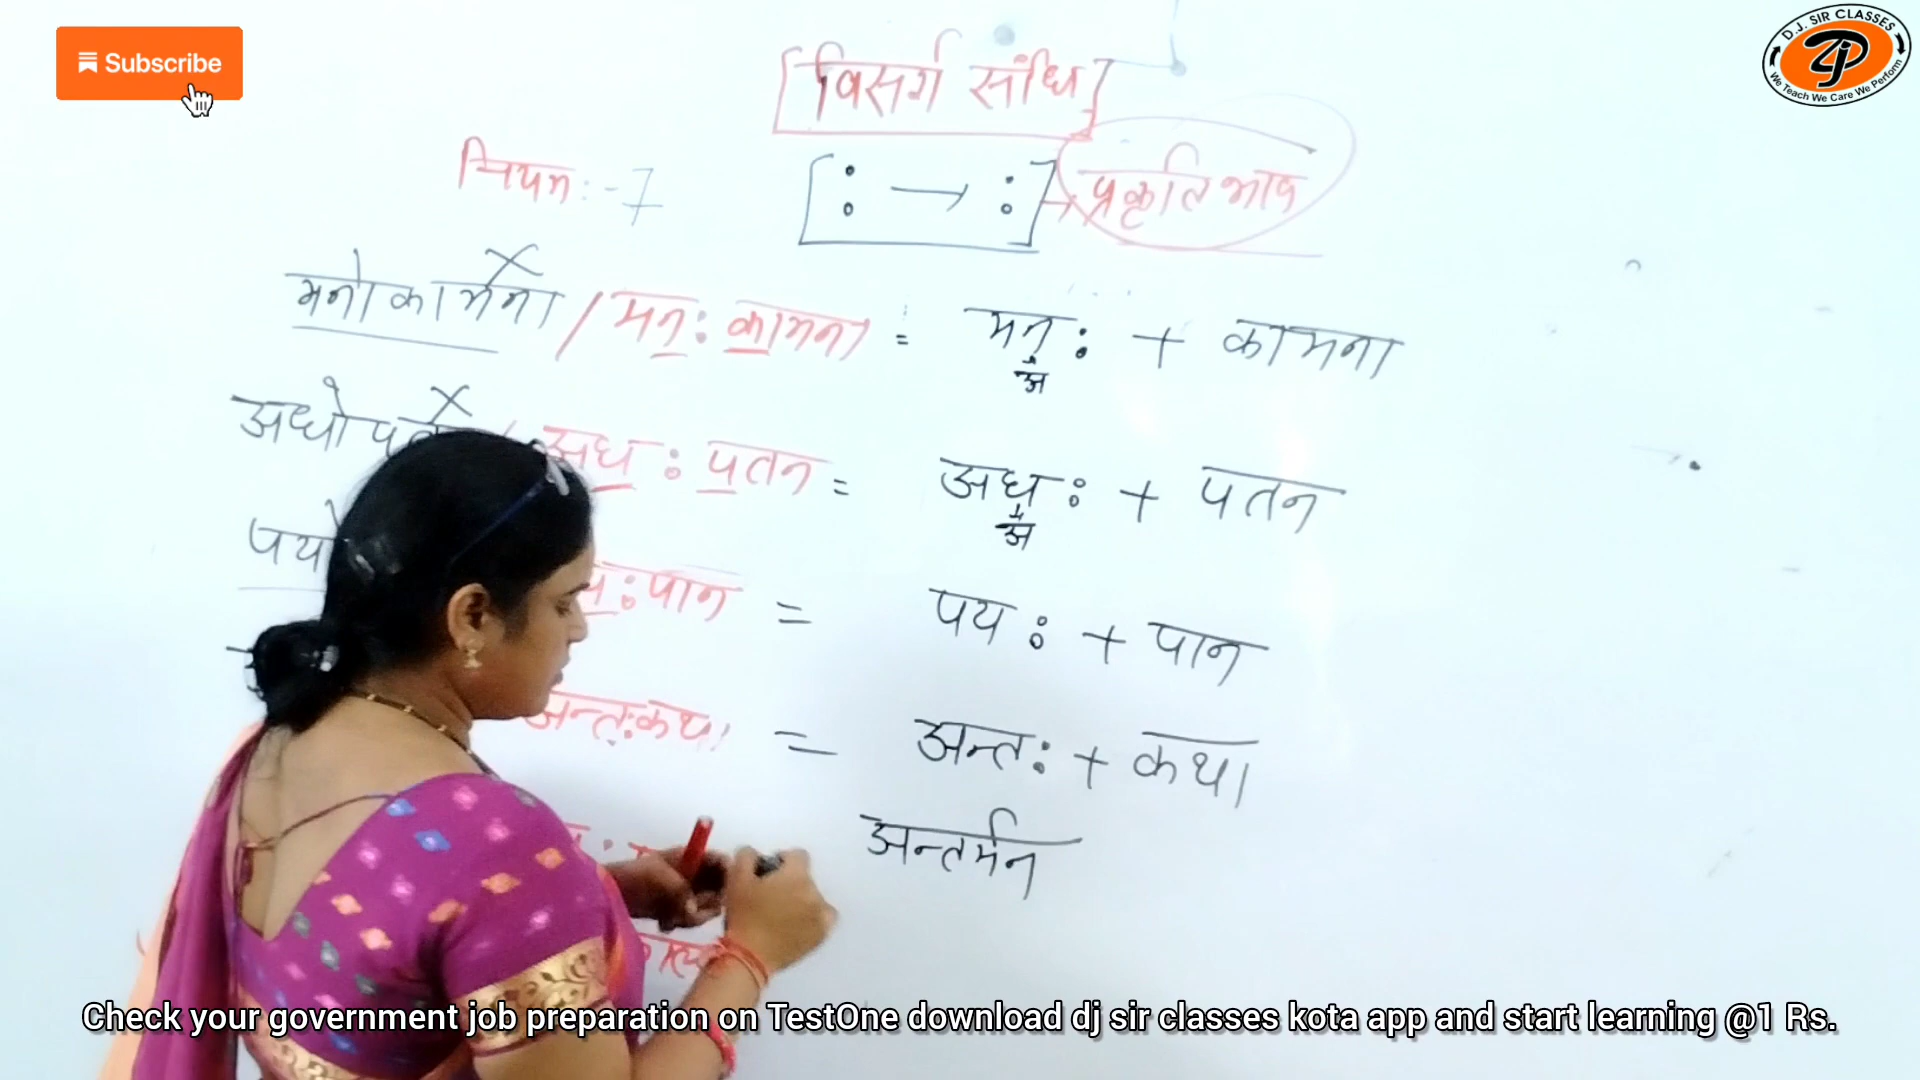 Subscribe
D.J. SIR CLASSES
We Teach We Care We Perform
[विसर्ग संधि]
नियम:-7 [: → :] → प्रकृति भाव
मनोकामना / मन: कामना = मन: + कामना
अ
अधो / अध: पतन = अध: + पतन
अ
पयो :पान = पय: + पान
अन्त:कथा = अन्त: + कथा
अन्तर्मन
Check your government job preparation on TestOne download dj sir classes kota app and start learning @1 Rs.